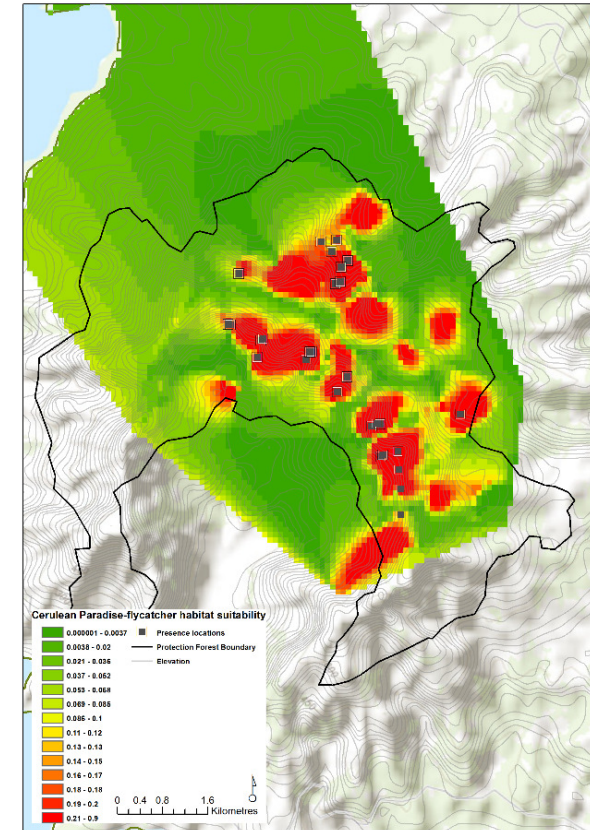 Cerulean Paradise-flycatcher habitat suitability
0.000001 - 0.0037
0.0038 - 0.02
0.021 - 0.036
0.037 - 0.052
0.053 - 0.068
0.069 - 0.085
0.086 - 0.1
0.11 - 0.12
0.13 - 0.13
0.14 - 0.15
0.16 - 0.17
0.18 - 0.18
0.19 - 0.2
0.21 - 0.9
Presence locations
Protection Forest Boundary
Elevation
0 0.4 0.8 1.6
Kilometres